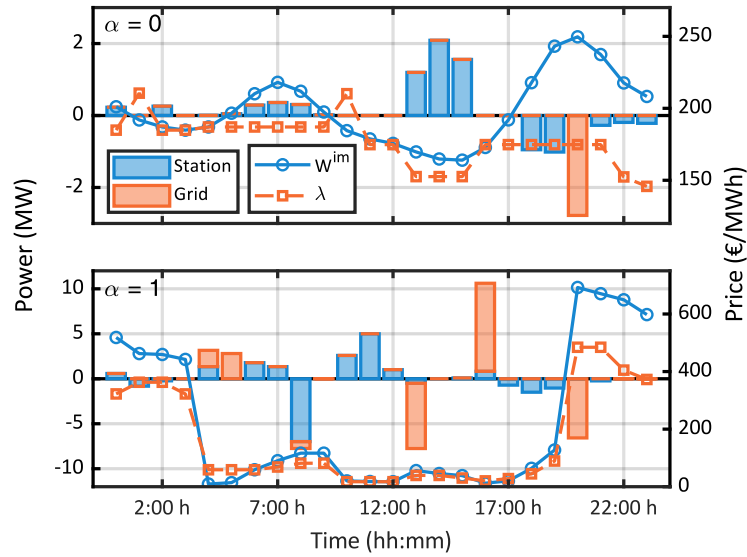 α = 0
2
0
-2
250
200
150
Station
Grid
W^im
λ
Power (MW)
Price (€/MWh)
α = 1
10
5
0
-5
-10
600
400
200
0
2:00 h 7:00 h 12:00 h 17:00 h 22:00 h
Time (hh:mm)